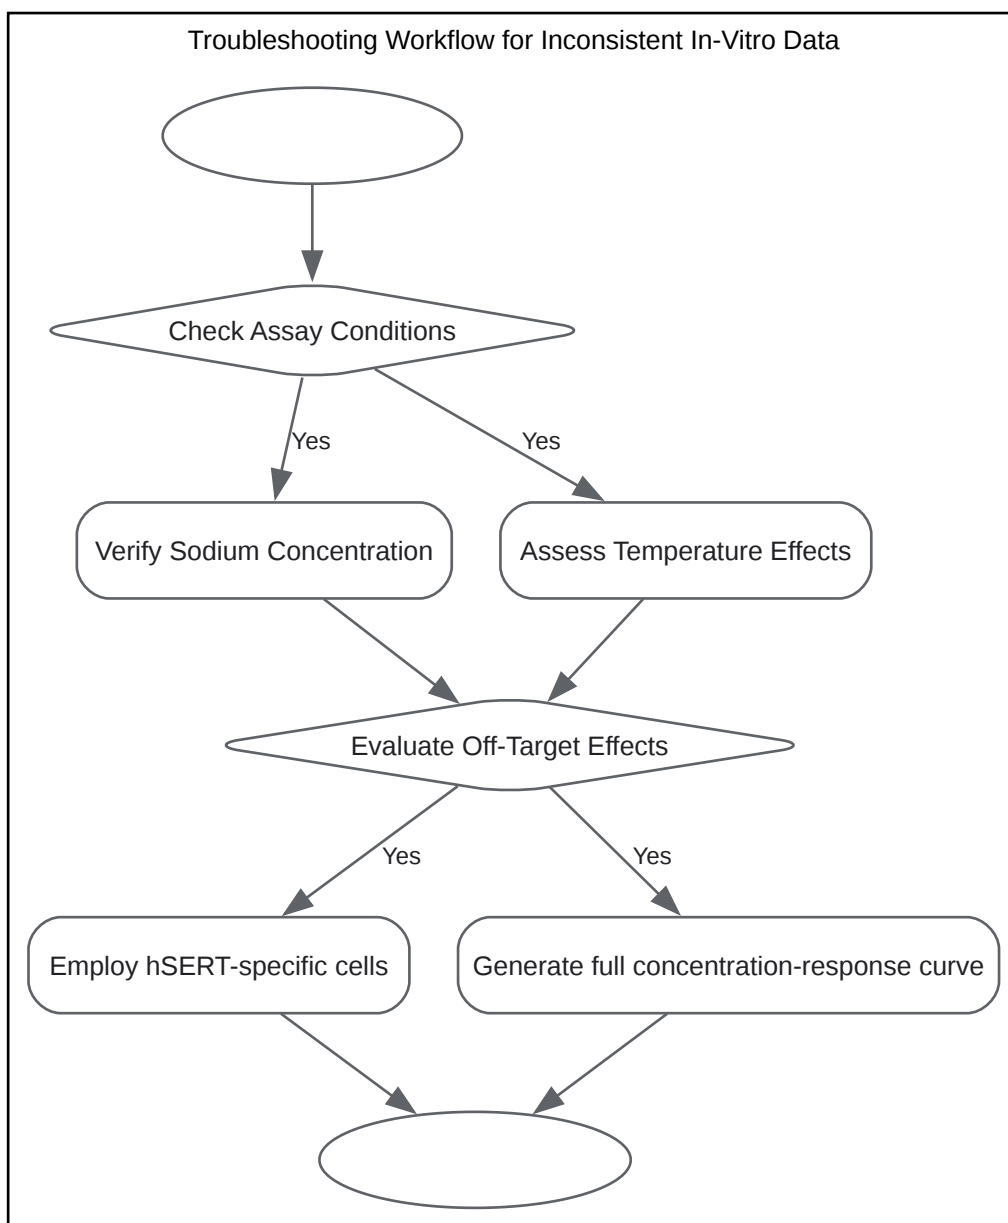 Troubleshooting Workflow for Inconsistent In-Vitro Data
Check Assay Conditions
Yes
Yes
Verify Sodium Concentration
Assess Temperature Effects
Evaluate Off-Target Effects
Yes
Yes
Employ hSERT-specific cells
Generate full concentration-response curve